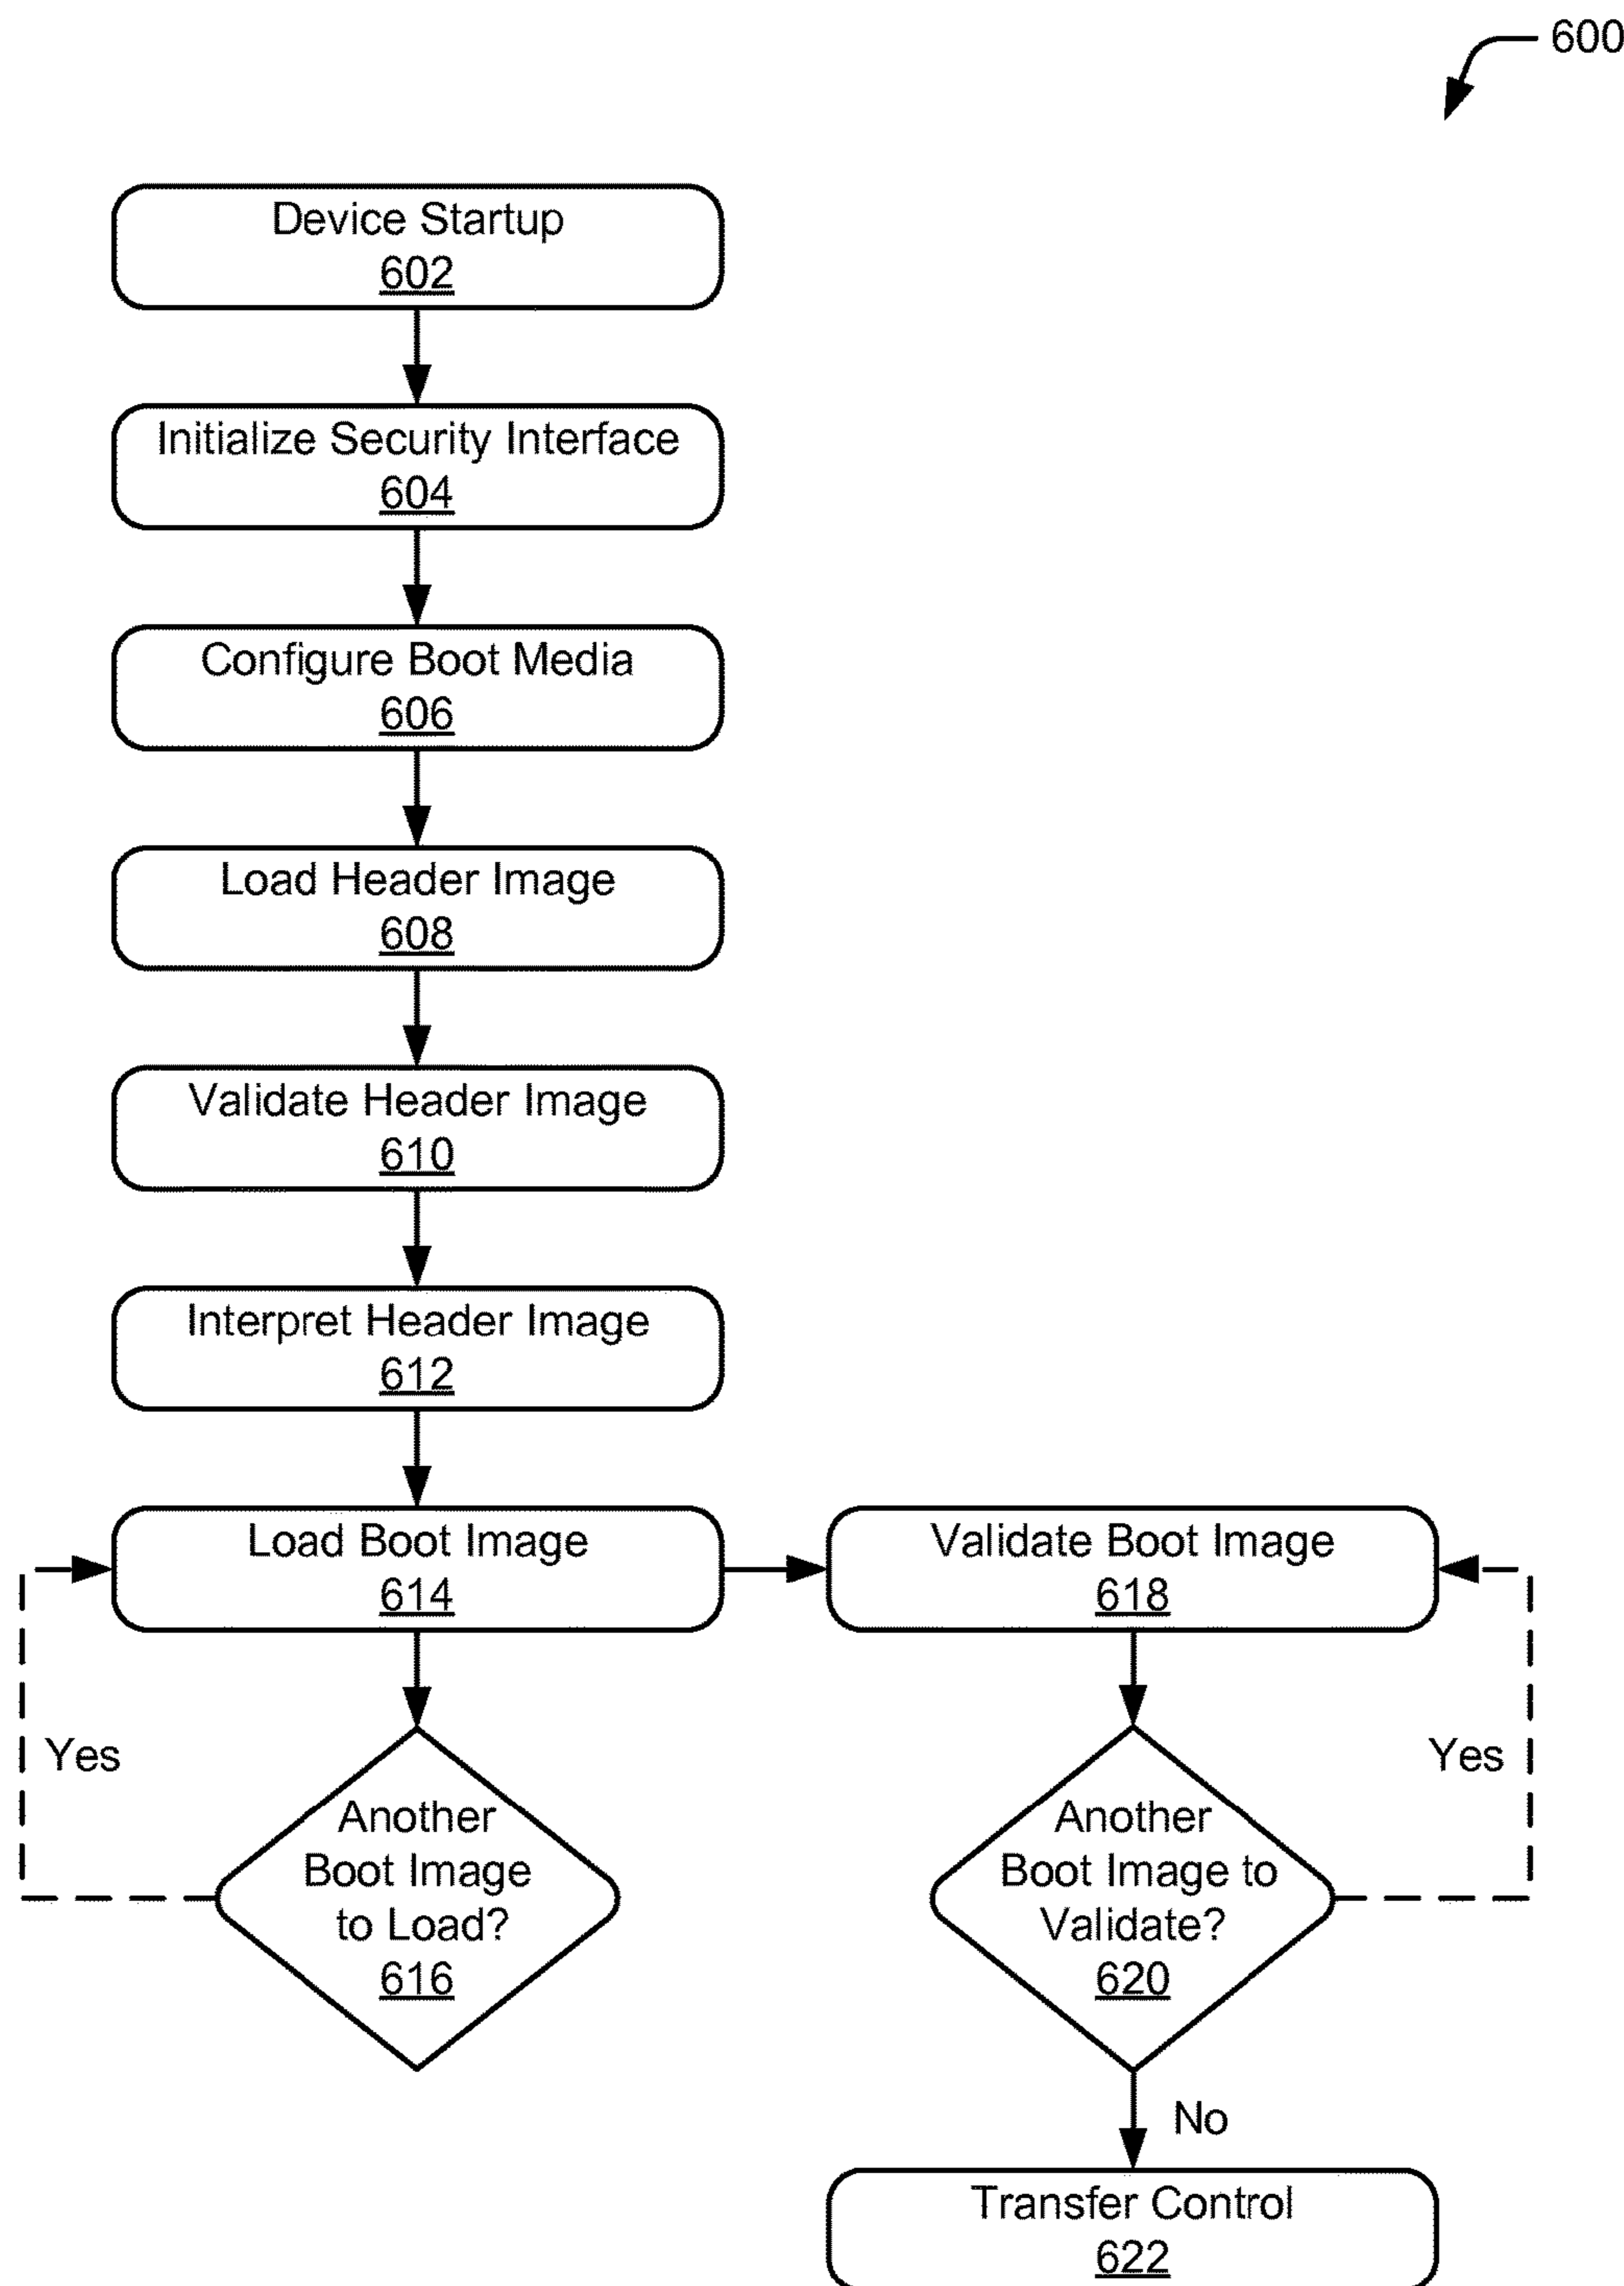 600
Device Startup
602
Initialize Security Interface
604
Configure Boot Media
606
Load Header Image
608
Validate Header Image
610
Interpret Header Image
612
Load Boot Image
614
Validate Boot Image
618
Yes
Another
Boot Image
to Load?
616
Another
Boot Image to
Validate?
620
Yes
No
Transfer Control
622